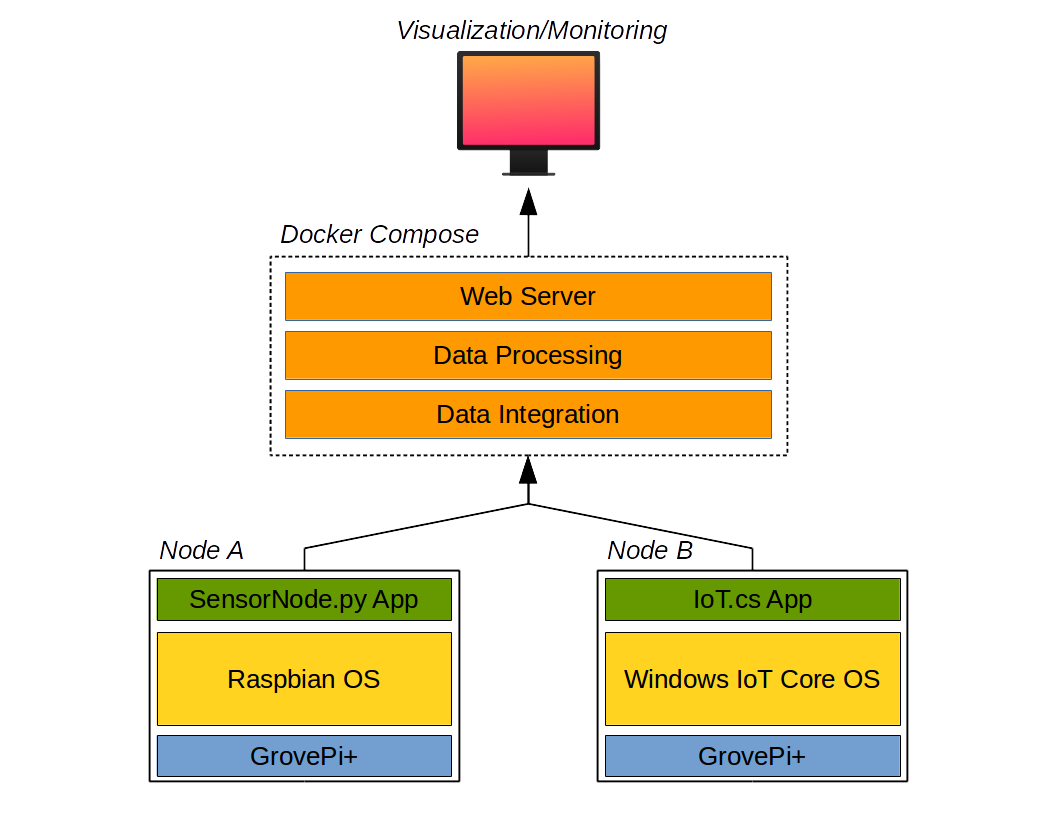 Visualization/Monitoring
Docker Compose
Web Server
Data Processing
Data Integration
Node A
SensorNode.py App
Raspbian OS
GrovePi+
Node B
IoT.cs App
Windows IoT Core OS
GrovePi+